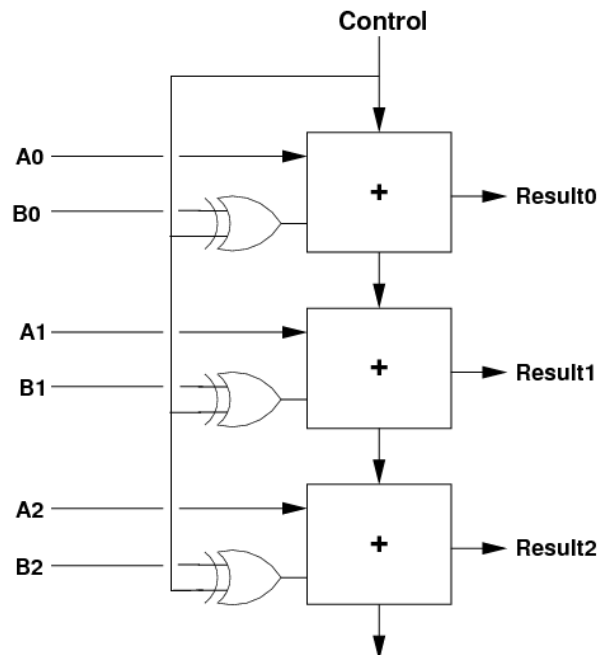 Control
A0
+
B0
Result0
A1
+
B1
Result1
A2
+
B2
Result2